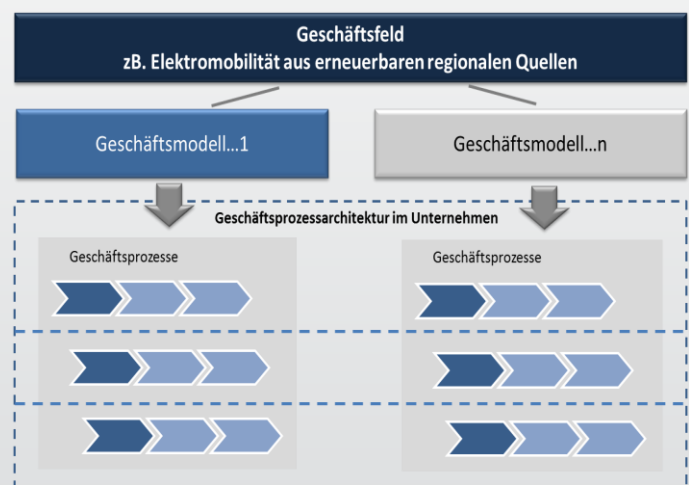 Geschäftsfeld
zB. Elektromobilität aus erneuerbaren regionalen Quellen
Geschäftsmodell...1
Geschäftsmodell...n
Geschäftsprozessarchitektur im Unternehmen
Geschäftsprozesse
Geschäftsprozesse